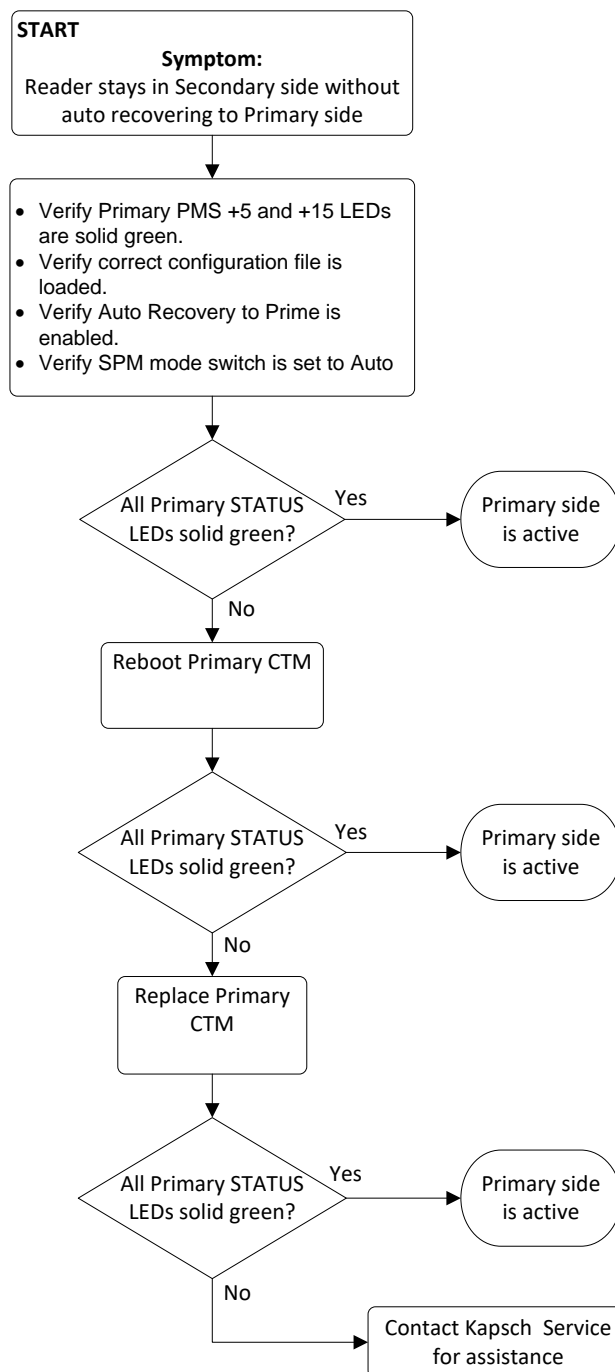 START
Symptom:
Reader stays in Secondary side without
auto recovering to Primary side
• Verify Primary PMS +5 and +15 LEDs
are solid green.
• Verify correct configuration file is
loaded.
• Verify Auto Recovery to Prime is
enabled.
• Verify SPM mode switch is set to Auto
All Primary STATUS
LEDs solid green?
Yes
Primary side
is active
No
Reboot Primary CTM
All Primary STATUS
LEDs solid green?
Yes
Primary side
is active
No
Replace Primary
CTM
All Primary STATUS
LEDs solid green?
Yes
Primary side
is active
No
Contact Kapsch Service
for assistance